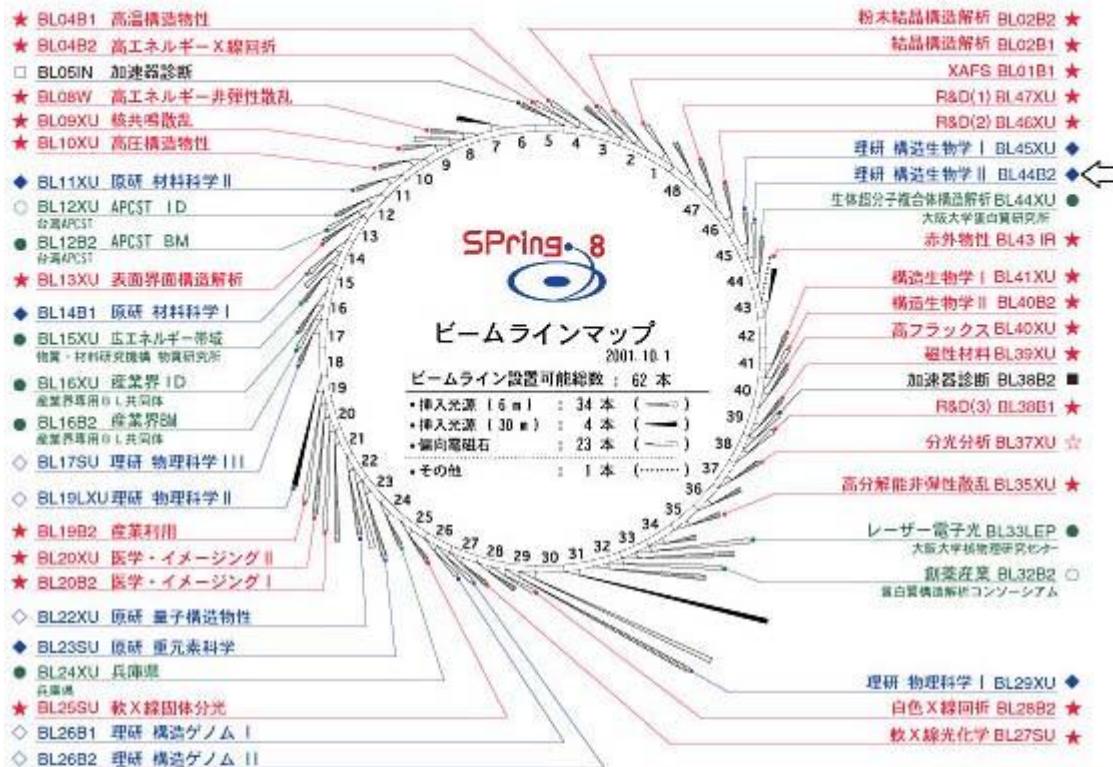 ★ BL04B1 高温構造物性
★ BL04B2 高エネルギーX線回折
□ BL05IN 加速器診断
★ BL08W 高エネルギー非弾性散乱
★ BL09XU 核共鳴散乱
★ BL10XU 高圧構造物性
◆ BL11XU 原研 材料科学II
○ BL12XU APCST ID
台湾APCST
● BL12B2 APCST BM
台湾APCST
★ BL13XU 表面界面構造解析
◆ BL14B1 原研 材料科学I
● BL15XU 広エネルギー帯域
物質・材料研究機構 物質研究所
● BL16XU 産業界ID
産業界専用BL共同体
● BL16B2 産業界BM
産業界専用BL共同体
◇ BL17SU 理研 物理科学III
◇ BL19LXU 理研 物理科学II
★ BL19B2 産業利用
★ BL20XU 医学・イメージングII
★ BL20B2 医学・イメージングI
◇ BL22XU 原研 量子構造物性
◆ BL23SU 原研 重元素科学
● BL24XU 兵庫県
兵庫県
★ BL25SU 軟X線固体分光
◇ BL26B1 理研 構造ゲノム I
◇ BL26B2 理研 構造ゲノム II
粉末結晶構造解析 BL02B2 ★
結晶構造解析 BL02B1 ★
XAFS BL01B1 ★
R&D(1) BL47XU ★
R&D(2) BL46XU ★
理研 構造生物学 I BL45XU ◆
理研 構造生物学 II BL44B2 ◆
生体超分子複合体構造解析 BL44XU ●
大阪大学蛋白質研究所
赤外物性 BL43 IR ★
構造生物学 I BL41XU ★
構造生物学 II BL40B2 ★
高フラックス BL40XU ★
磁性材料 BL39XU ★
加速器診断 BL38B2 ■
R&D(3) BL38B1 ★
分光分析 BL37XU ☆
高分解能非弾性散乱 BL35XU ★
レーザー電子光 BL33LEP ●
大阪大学核物理研究センター
創薬産業 BL32B2 ○
蛋白質構造解析コンソーシアム
理研 物理科学 I BL29XU ◆
白色X線回折 BL28B2 ★
軟X線光化学 BL27SU ★
1
2
3
4
5
6
7
8
9
10
11
12
13
14
15
16
17
18
19
20
21
22
23
24
25
26
27
28
29
30
31
32
33
34
35
36
37
38
39
40
41
42
43
44
45
46
47
48
SPring-8
ビームラインマップ
2001.10.1
ビームライン設置可能総数 : 62 本
・挿入光源 (6 m) : 34 本 ( )
・挿入光源 (30 m) : 4 本 ( )
・偏向電磁石 : 23 本 ( )
・その他 : 1 本 (………)